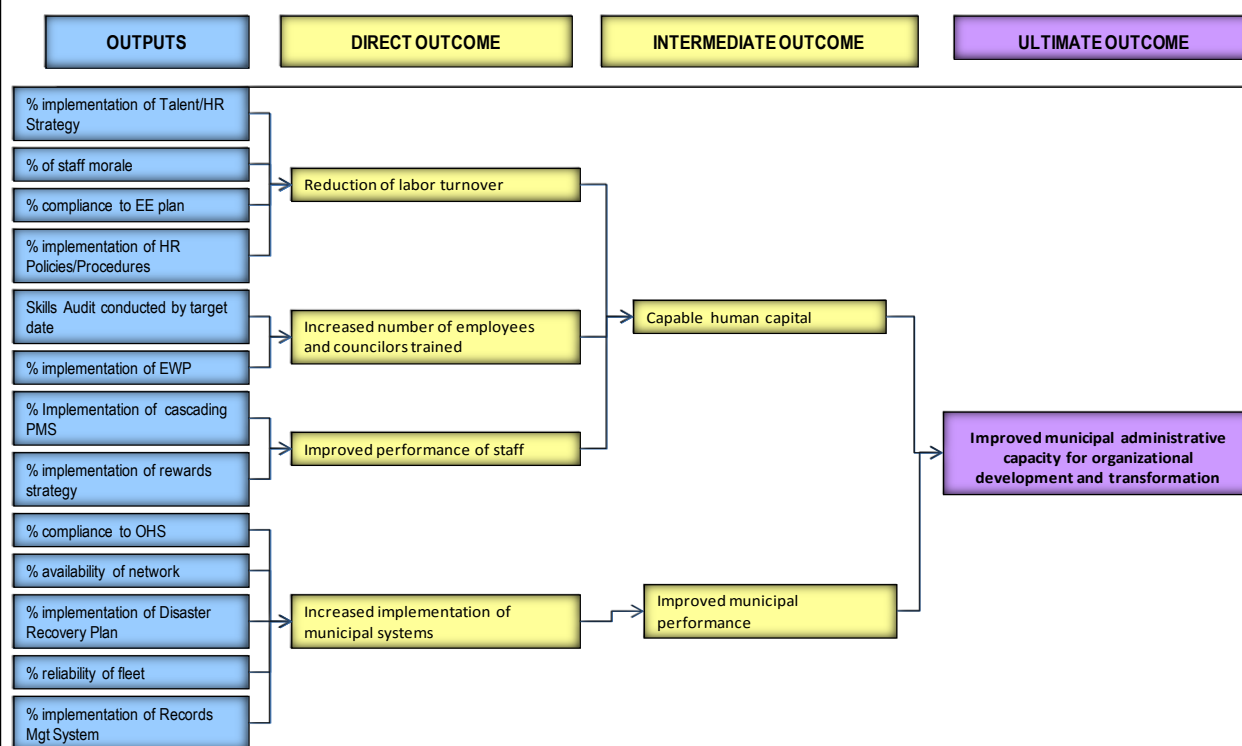 OUTPUTS
DIRECT OUTCOME
INTERMEDIATE OUTCOME
ULTIMATE OUTCOME
% implementation of Talent/HR
Strategy
% of staff morale
% compliance to EE plan
% implementation of HR
Policies/Procedures
Skills Audit conducted by target
date
% implementation of EWP
% Implementation of cascading
PMS
% implementation of rewards
strategy
% compliance to OHS
% availability of network
% implementation of Disaster
Recovery Plan
% reliability of fleet
% implementation of Records
Mgt System
Reduction of labor turnover
Increased number of employees
and councilors trained
Improved performance of staff
Increased implementation of
municipal systems
Capable human capital
Improved municipal
performance
Improved municipal administrative
capacity for organizational
development and transformation